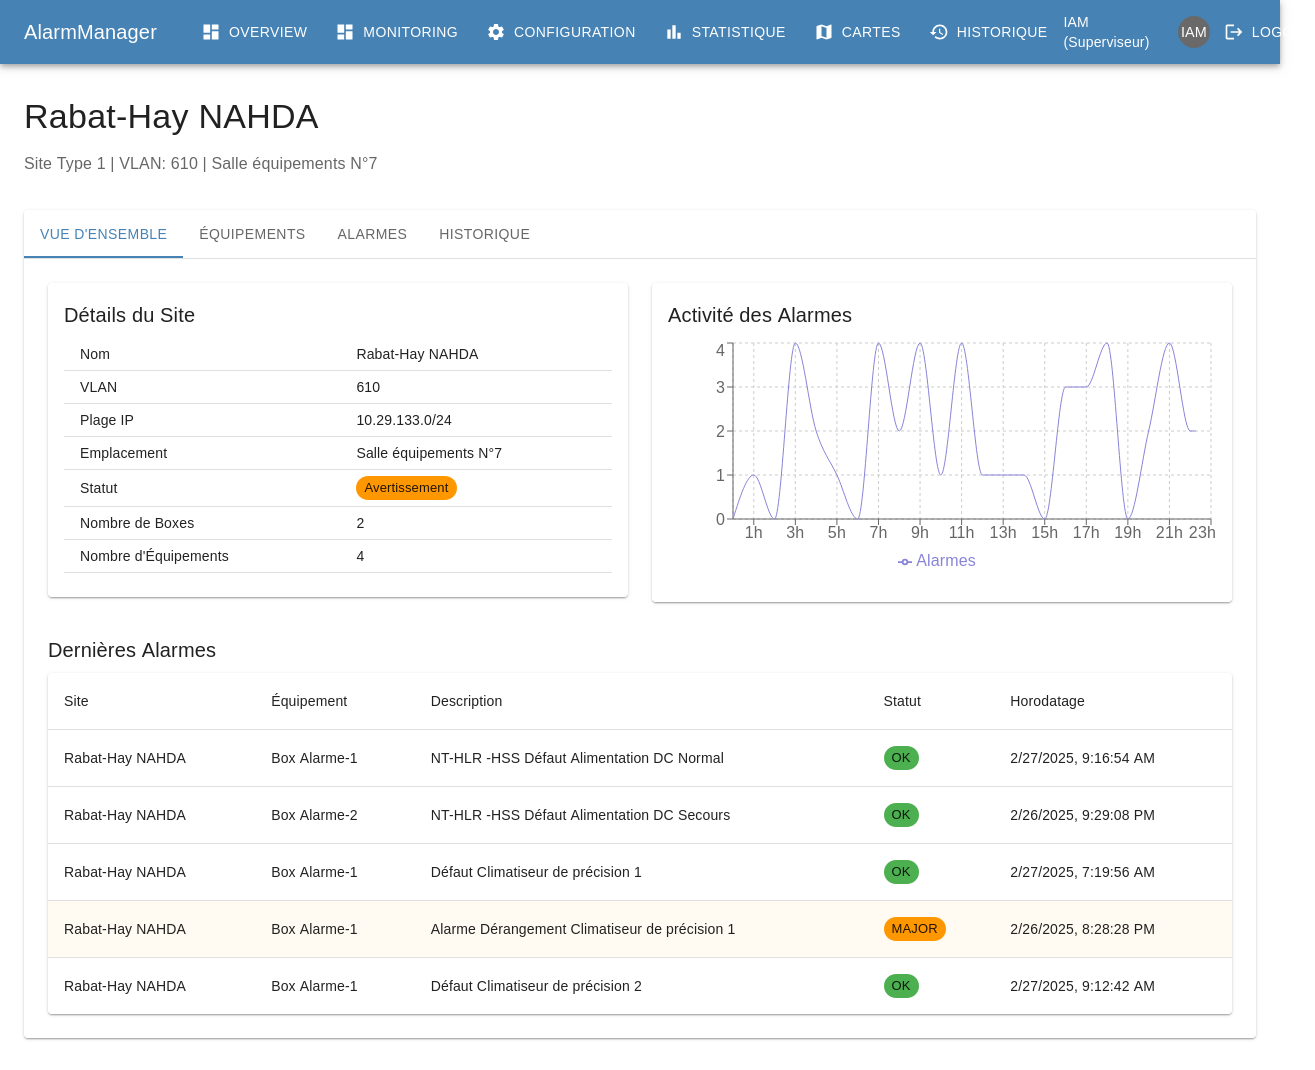 AlarmManager OVERVIEW MONITORING CONFIGURATION STATISTIQUE CARTES HISTORIQUE IAM (Superviseur) IAM
Rabat-Hay NAHDA
Site Type 1 | VLAN: 610 | Salle équipements N°7
VUE D'ENSEMBLE ÉQUIPEMENTS ALARMES HISTORIQUE
Détails du Site
Nom Rabat-Hay NAHDA
VLAN 610
Plage IP 10.29.133.0/24
Emplacement Salle équipements N°7
Statut Avertissement
Nombre de Boxes 2
Nombre d'Équipements 4
Activité des Alarmes
4
3
2
1
0
1h 3h 5h 7h 9h 11h 13h 15h 17h 19h 21h 23h
Alarmes
Dernières Alarmes
Site Équipement Description Statut Horodatage
Rabat-Hay NAHDA Box Alarme-1 NT-HLR -HSS Défaut Alimentation DC Normal OK 2/27/2025, 9:16:54 AM
Rabat-Hay NAHDA Box Alarme-2 NT-HLR -HSS Défaut Alimentation DC Secours OK 2/26/2025, 9:29:08 PM
Rabat-Hay NAHDA Box Alarme-1 Défaut Climatiseur de précision 1 OK 2/27/2025, 7:19:56 AM
Rabat-Hay NAHDA Box Alarme-1 Alarme Dérangement Climatiseur de précision 1 MAJOR 2/26/2025, 8:28:28 PM
Rabat-Hay NAHDA Box Alarme-1 Défaut Climatiseur de précision 2 OK 2/27/2025, 9:12:42 AM